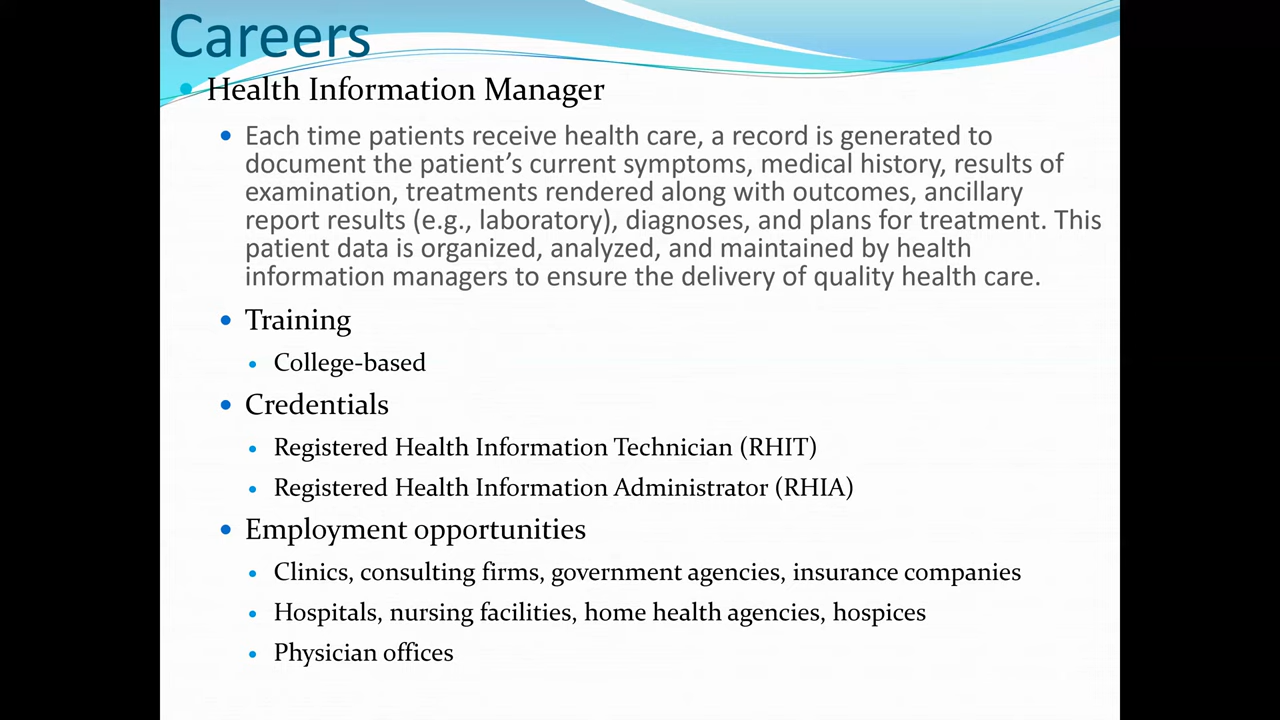 Careers
• Health Information Manager
• Each time patients receive health care, a record is generated to
document the patient’s current symptoms, medical history, results of
examination, treatments rendered along with outcomes, ancillary
report results (e.g., laboratory), diagnoses, and plans for treatment. This
patient data is organized, analyzed, and maintained by health
information managers to ensure the delivery of quality health care.
• Training
• College-based
• Credentials
• Registered Health Information Technician (RHIT)
• Registered Health Information Administrator (RHIA)
• Employment opportunities
• Clinics, consulting firms, government agencies, insurance companies
• Hospitals, nursing facilities, home health agencies, hospices
• Physician offices